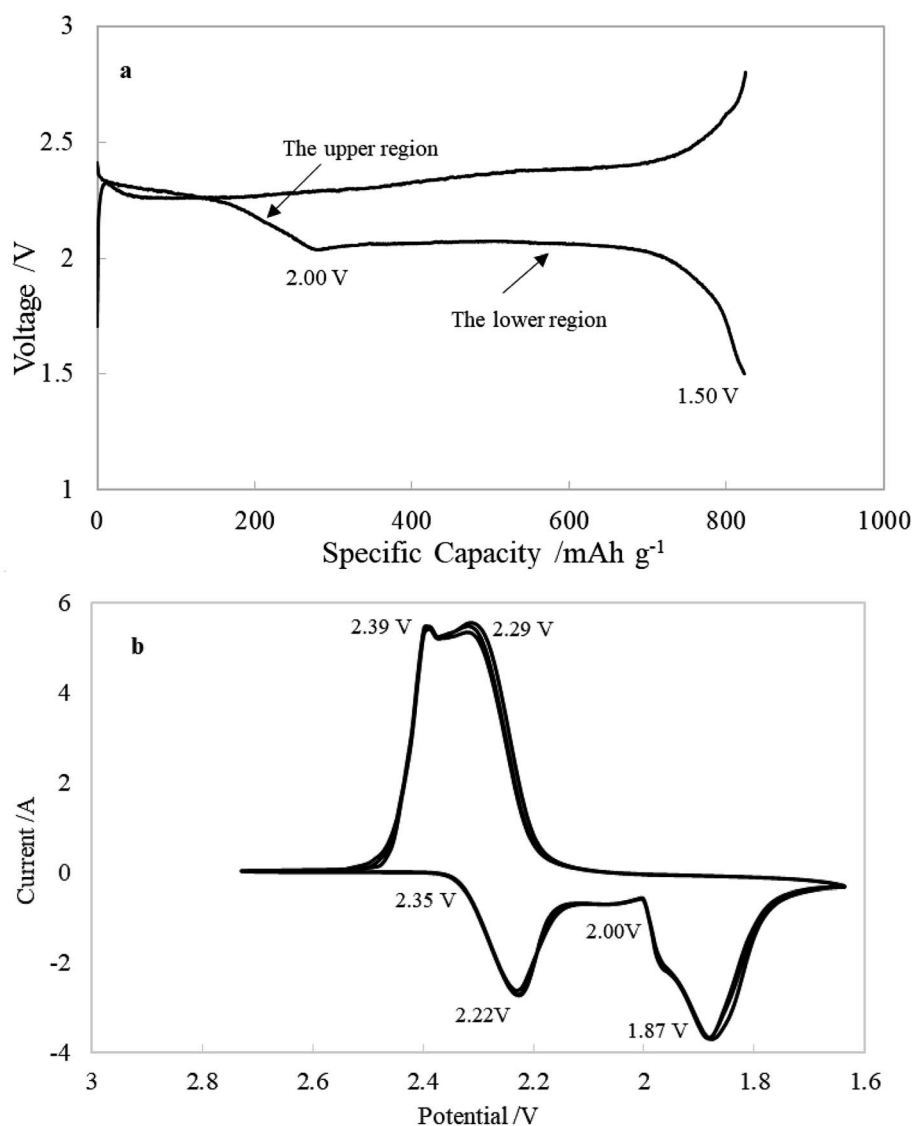 a
3
2.5
2
1.5
1
Voltage /V
The upper region
2.00 V
The lower region
1.50 V
0 200 400 600 800 1000
Specific Capacity /mAh g⁻¹
b
6
4
2
0
-2
-4
Current /A
2.39 V 2.29 V
2.35 V
2.00V
2.22V
1.87 V
3 2.8 2.6 2.4 2.2 2 1.8 1.6
Potential /V